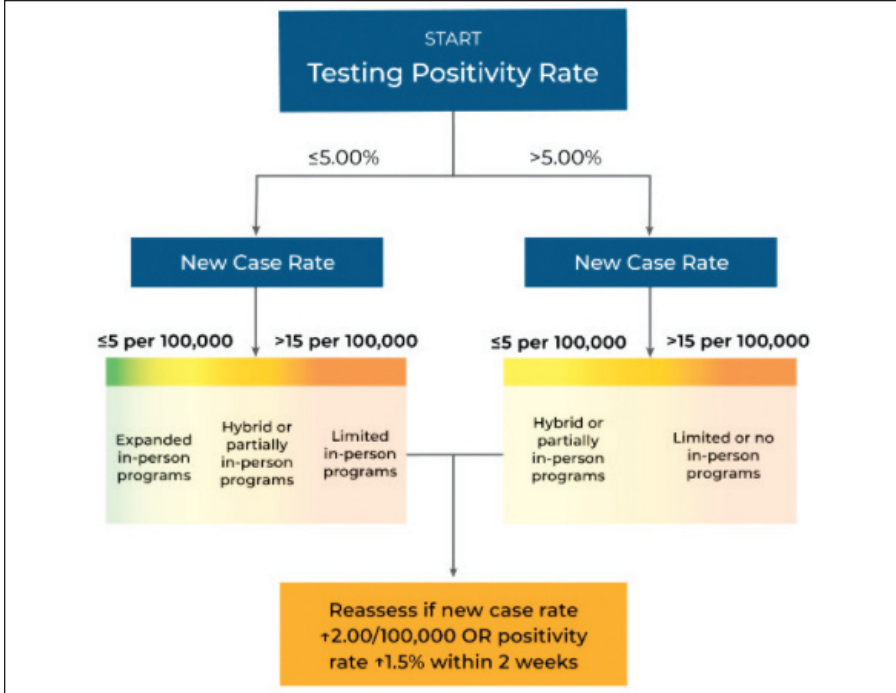 START
Testing Positivity Rate
≤5.00%
>5.00%
New Case Rate
New Case Rate
≤5 per 100,000
>15 per 100,000
≤5 per 100,000
>15 per 100,000
Expanded
in-person
programs
Hybrid or
partially
in-person
programs
Limited
in-person
programs
Hybrid or
partially
in-person
programs
Limited or no
in-person
programs
Reassess if new case rate
↑2.00/100,000 OR positivity
rate ↑1.5% within 2 weeks